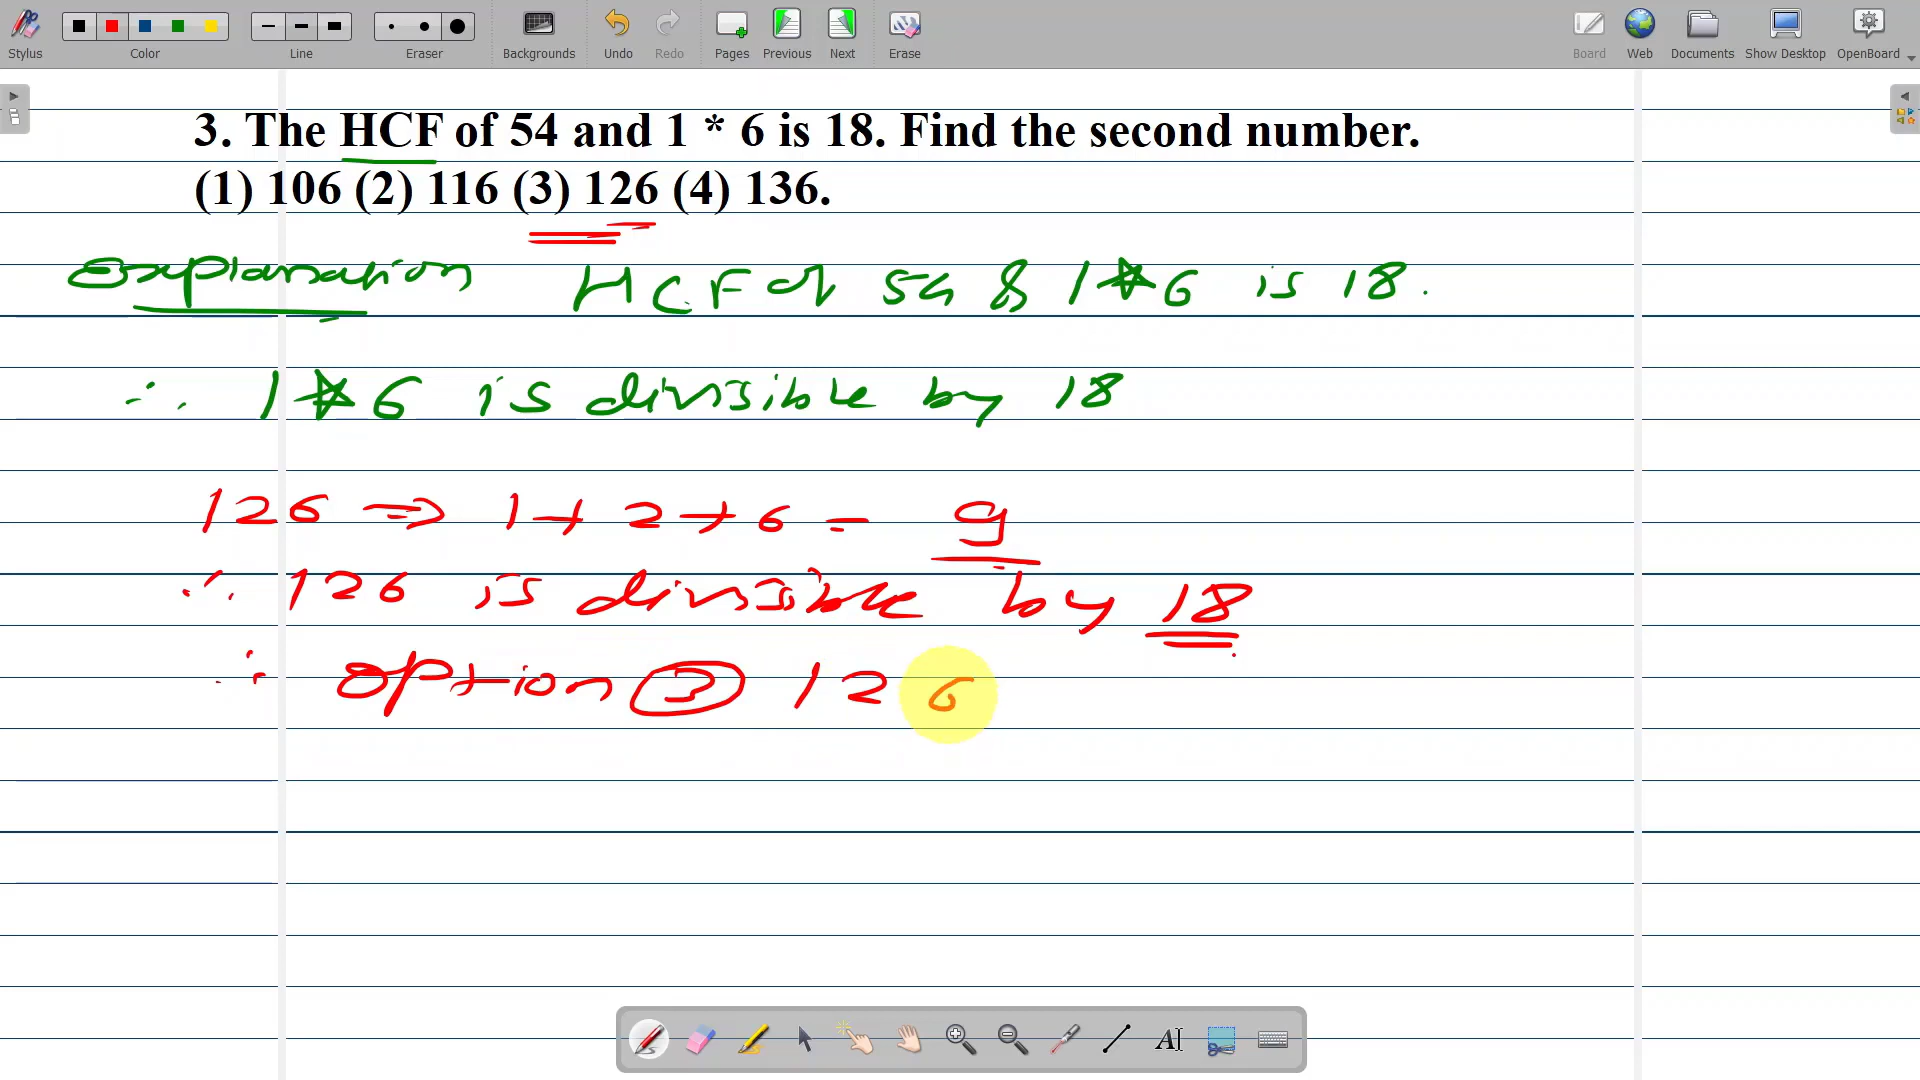 Stylus Color Line Eraser Backgrounds Undo Redo Pages Previous Next Erase Board Web Documents Show Desktop OpenBoard
3. The HCF of 54 and 1 * 6 is 18. Find the second number.
(1) 106 (2) 116 (3) 126 (4) 136.
Explanation HCF of 54 & 1*6 is 18.
∴ 1*6 is divisible by 18
126 ⇒ 1+2+6 = 9
∴ 126 is divisible by 18
∴ option 3 126